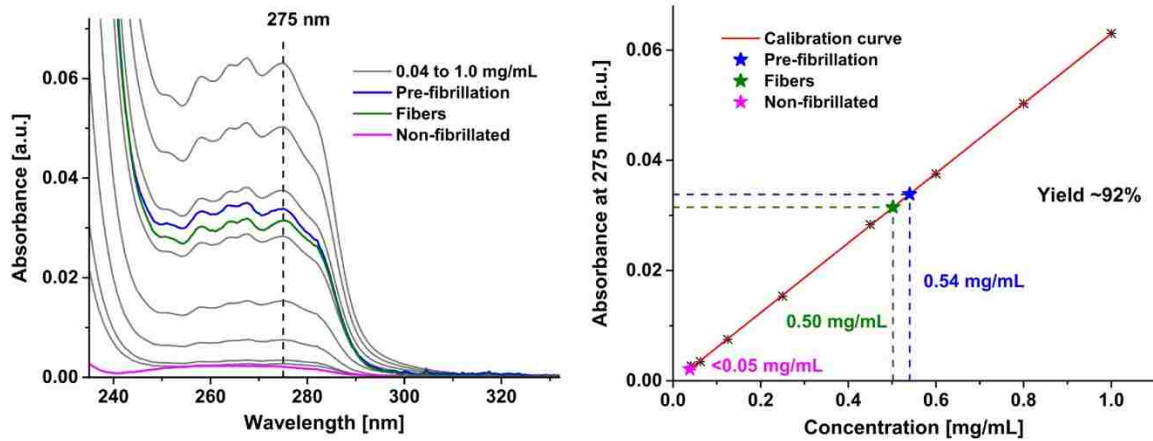 275 nm
0.04 to 1.0 mg/mL
Pre-fibrillation
Fibers
Non-fibrillated
0.06
0.04
0.02
0.00
Absorbance [a.u.]
240
260
280
300
320
Wavelength [nm]
Calibration curve
Pre-fibrillation
Fibers
Non-fibrillated
Yield ~92%
0.54 mg/mL
0.50 mg/mL
<0.05 mg/mL
0.06
0.04
0.02
0.00
Absorbance at 275 nm [a.u.]
0.0
0.2
0.4
0.6
0.8
1.0
Concentration [mg/mL]